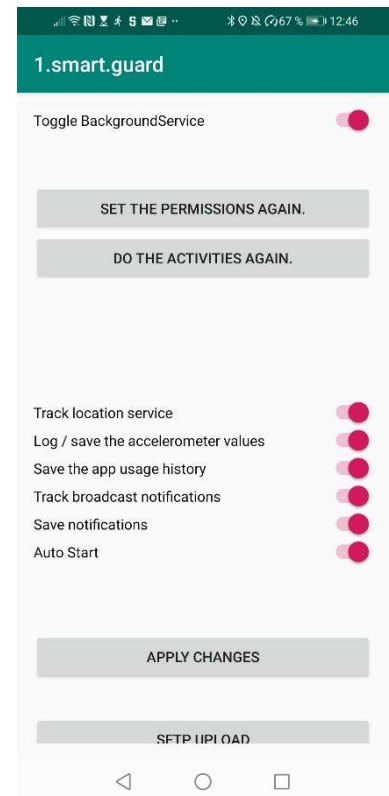 67 % 12:46
1.smart.guard
Toggle BackgroundService
SET THE PERMISSIONS AGAIN.
DO THE ACTIVITIES AGAIN.
Track location service
Log / save the accelerometer values
Save the app usage history
Track broadcast notifications
Save notifications
Auto Start
APPLY CHANGES
SFTP UPLOAD